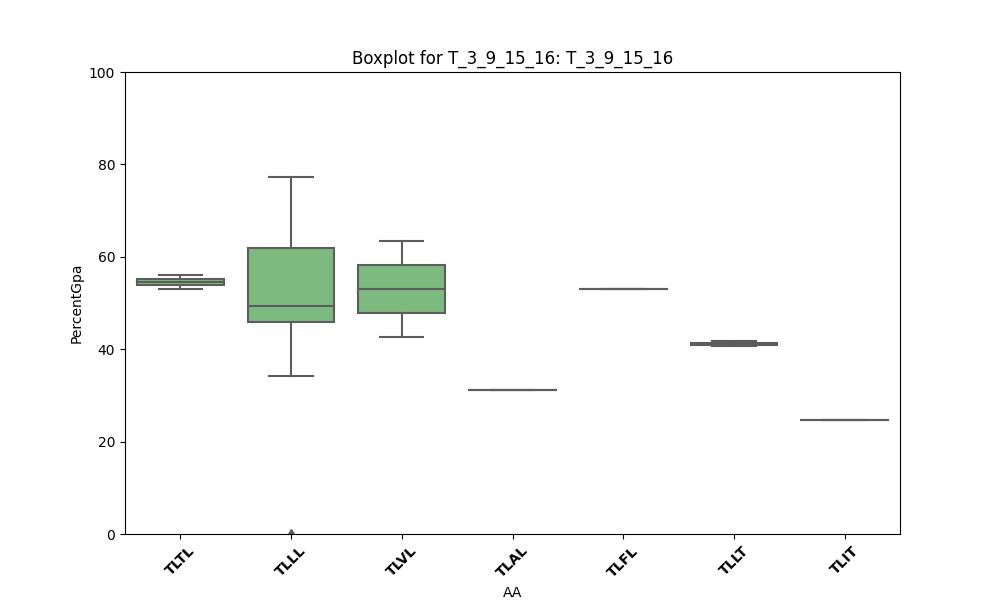 Boxplot for T_3_9_15_16: T_3_9_15_16
100
80
60
40
20
0
PercentGpa
TLTL
TLLL
TLVL
TLAL
TLFL
TLLT
TLIT
AA